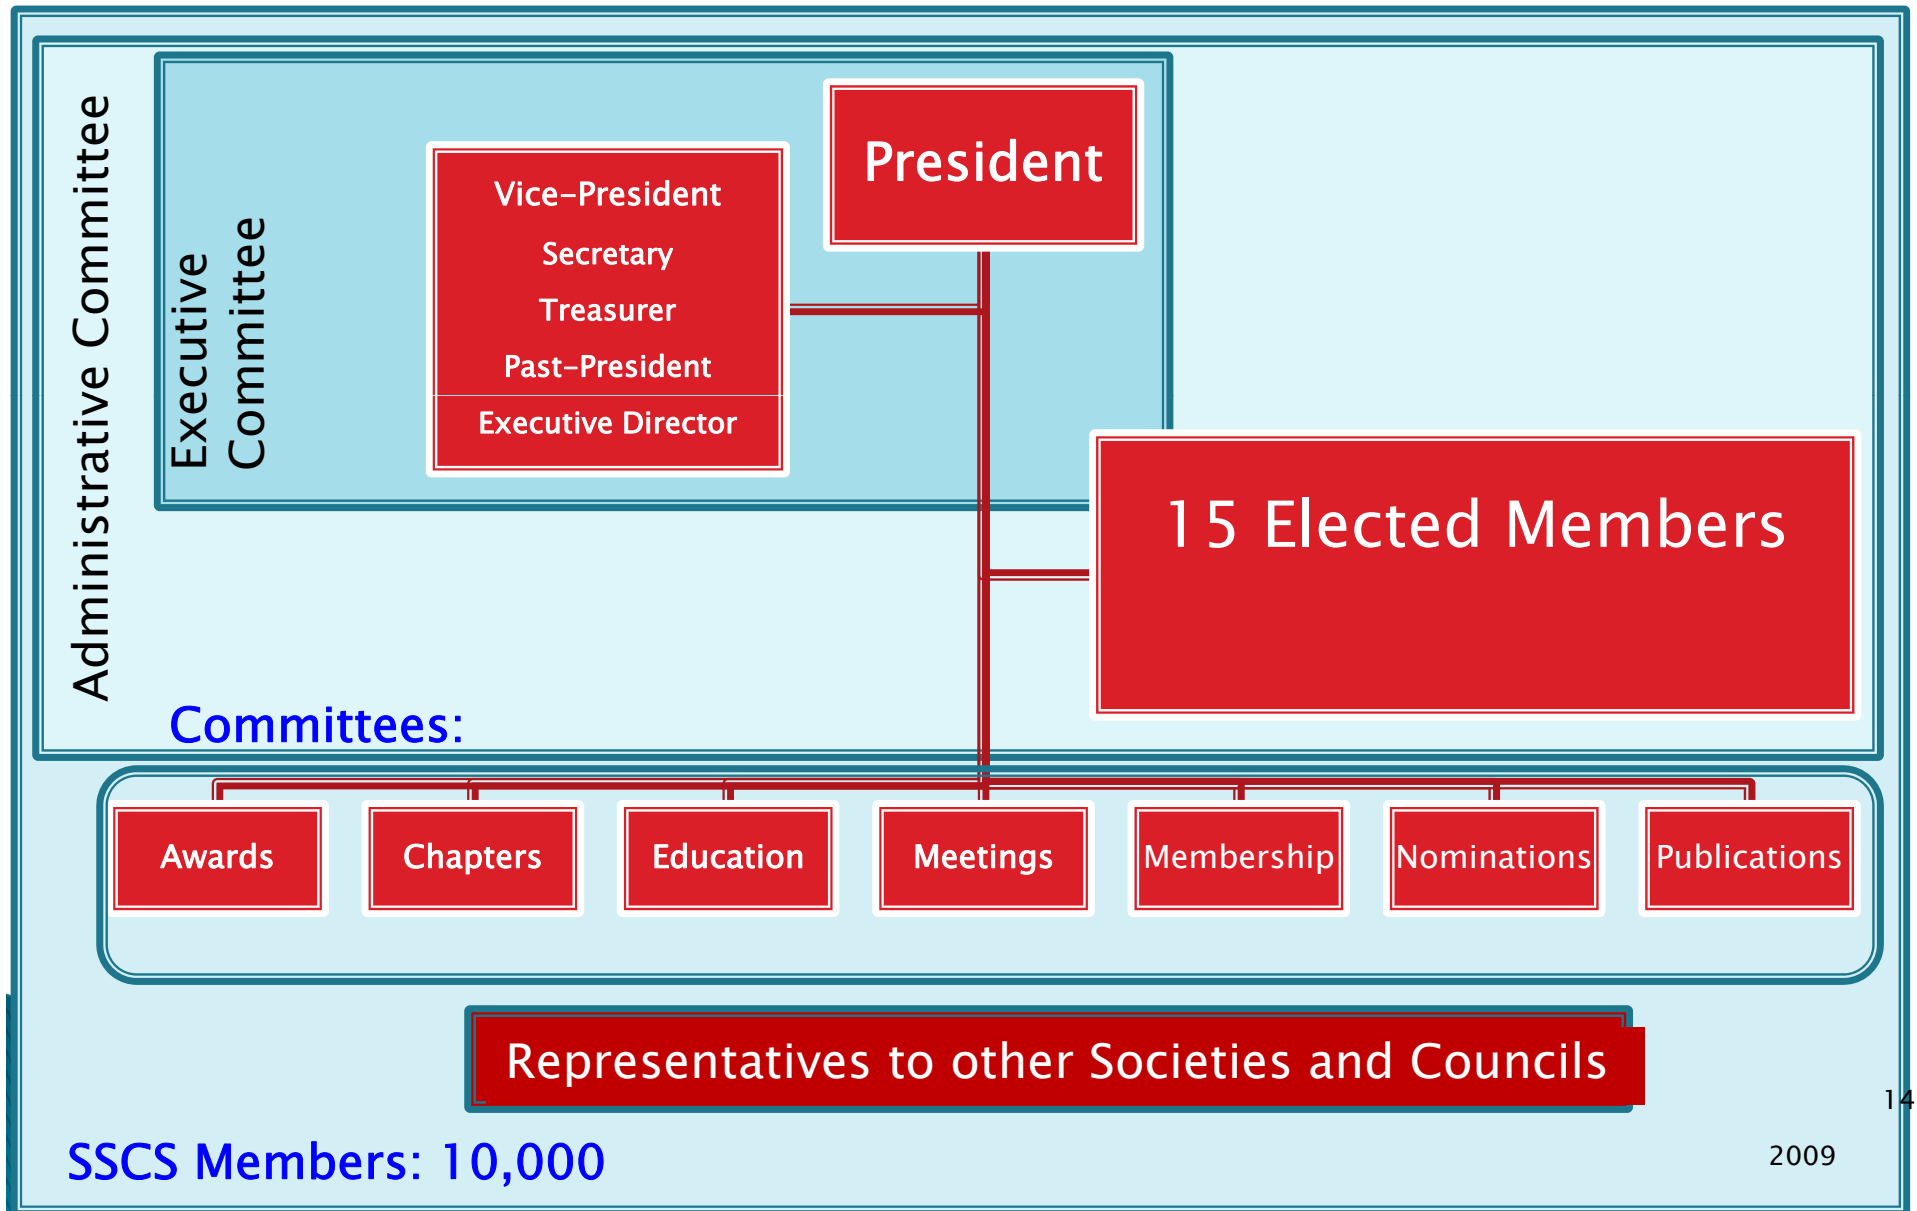 Administrative Committee
Executive
Committee
President
Vice-President
Secretary
Treasurer
Past-President
Executive Director
15 Elected Members
Committees:
Awards
Chapters
Education
Meetings
Membership
Nominations
Publications
Representatives to other Societies and Councils
14
SSCS Members: 10,000
2009